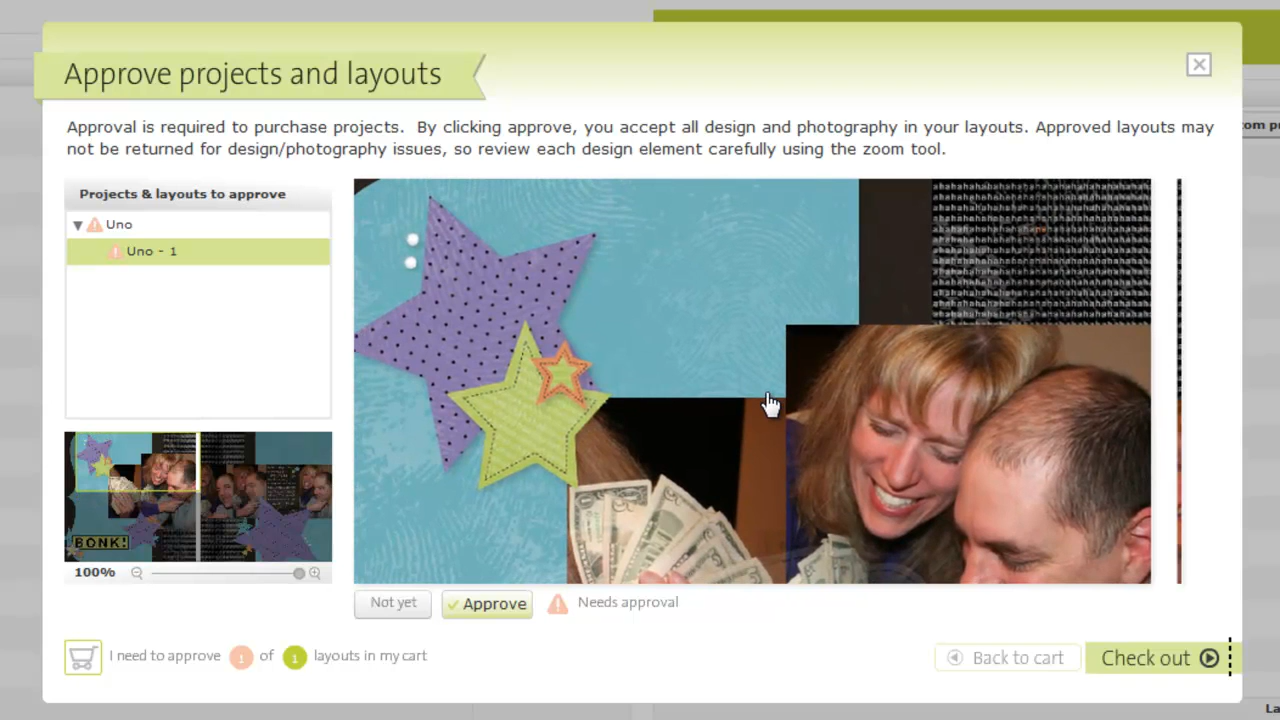 Approve projects and layouts
Approval is required to purchase projects. By clicking approve, you accept all design and photography in your layouts. Approved layouts may
not be returned for design/photography issues, so review each design element carefully using the zoom tool.
Projects & layouts to approve
Uno
Uno - 1
BONK!
100%
Not yet
Approve
Needs approval
I need to approve 1 of 1 layouts in my cart
Back to cart
Check out